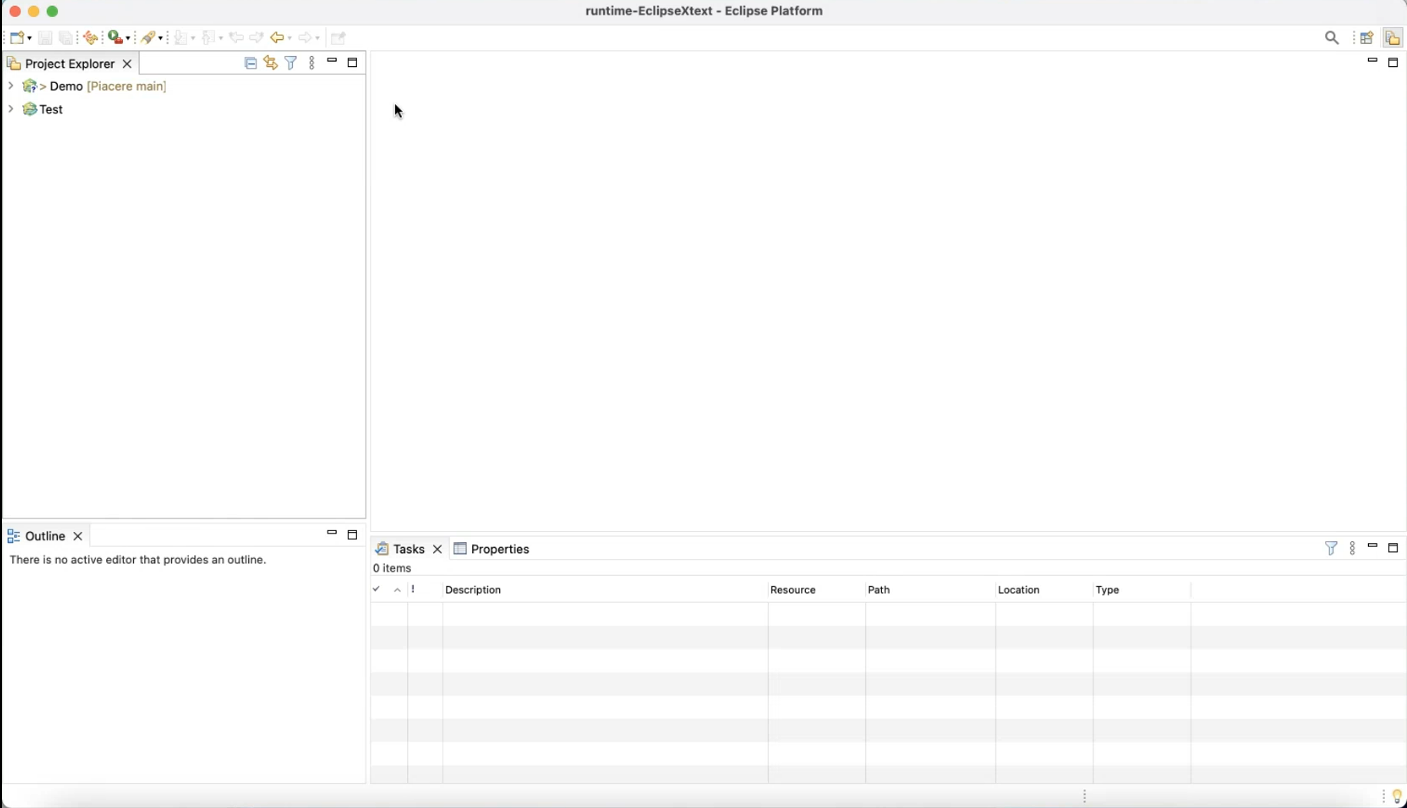 runtime-EclipseXtext - Eclipse Platform
Project Explorer
> Demo [Piacere main]
Test
Outline
There is no active editor that provides an outline.
Tasks Properties
0 items
! Description Resource Path Location Type